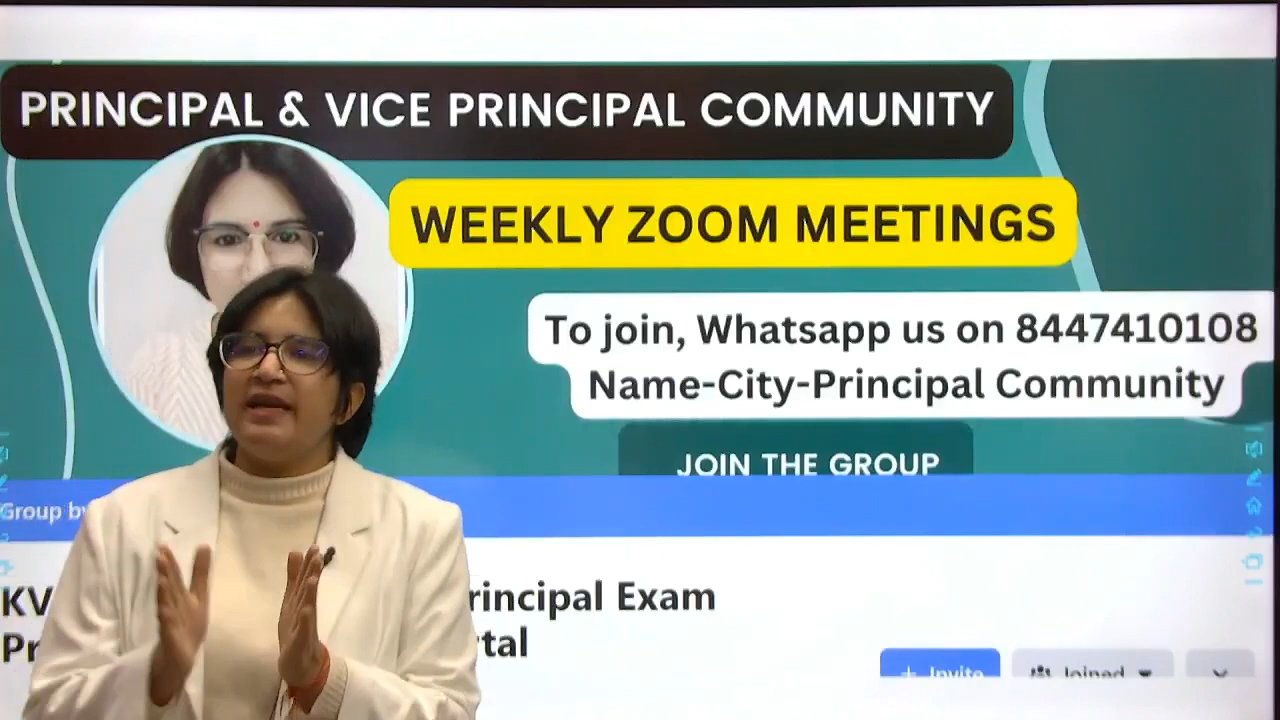 PRINCIPAL & VICE PRINCIPAL COMMUNITY
WEEKLY ZOOM MEETINGS
To join, Whatsapp us on 8447410108
Name-City-Principal Community
JOIN THE GROUP
Group by
KV
rincipal Exam
Pr
rtal
Invite
Joined